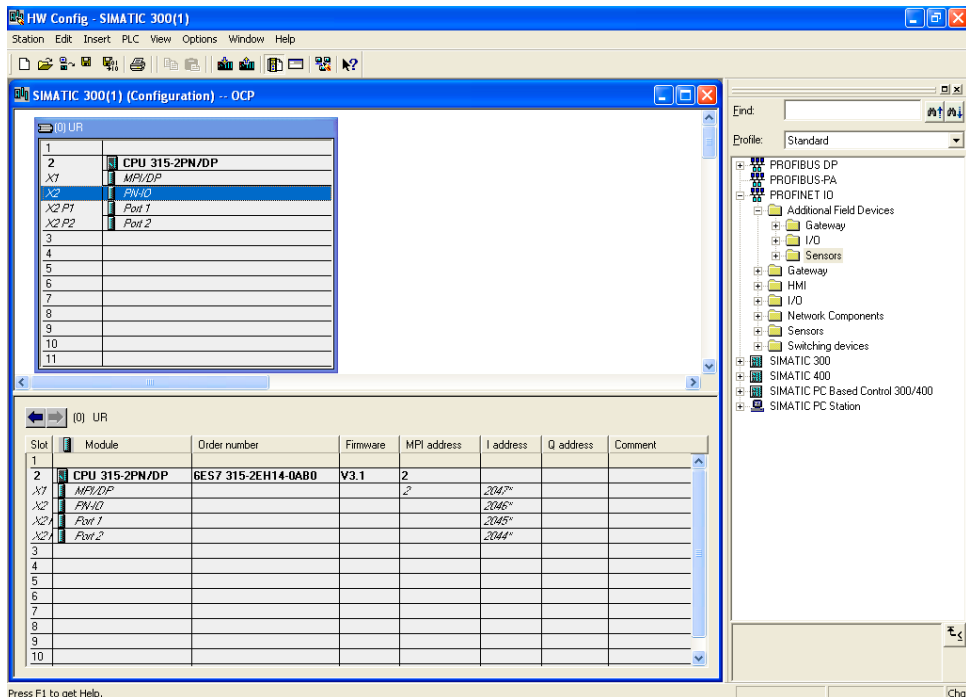 HW Config - SIMATIC 300(1)
Station Edit Insert PLC View Options Window Help
SIMATIC 300(1) (Configuration) -- OCP
(0) UR
1
2 CPU 315-2PN/DP
X1 MPI/DP
X2 PN-IO
X2 P1 Port 1
X2 P2 Port 2
3
4
5
6
7
8
9
10
11
(0) UR
Slot Module Order number Firmware MPI address I address Q address Comment
1
2 CPU 315-2PN/DP 6ES7 315-2EH14-0AB0 V3.1 2
X1 MPI/DP 2 2047*
X2 PN-IO 2046*
X2 Port 1 2045*
X2 Port 2 2044*
3
4
5
6
7
8
9
10
Find:
Profile: Standard
PROFIBUS DP
PROFIBUS-PA
PROFINET IO
Additional Field Devices
Gateway
I/O
Sensors
Gateway
HMI
I/O
Network Components
Sensors
Switching devices
SIMATIC 300
SIMATIC 400
SIMATIC PC Based Control 300/400
SIMATIC PC Station
Press F1 to get Help.
Chg